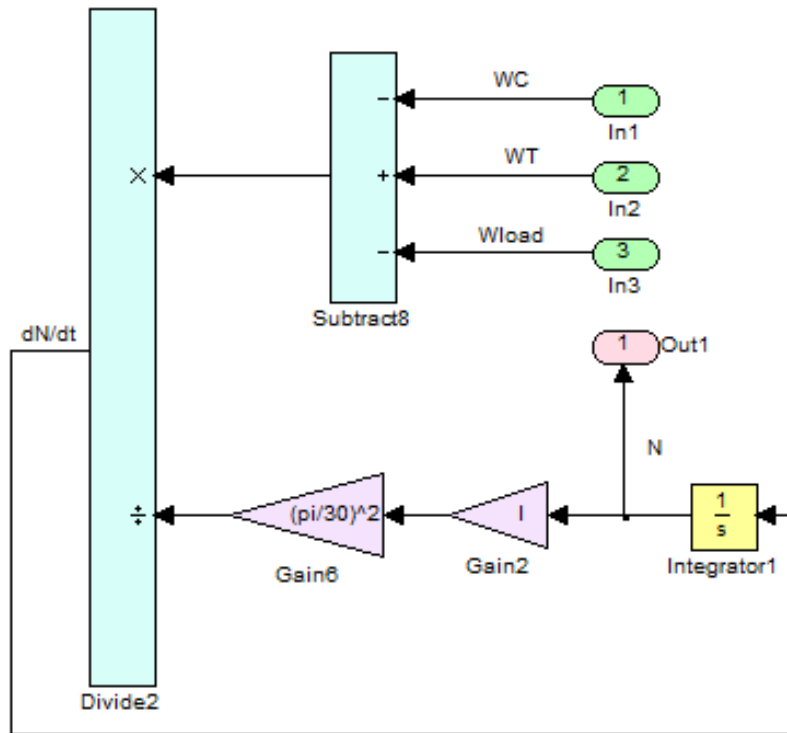 WC
1
In1
−
WT
2
In2
+
×
Wload
3
In3
−
Subtract8
dN/dt
1
Out1
N
÷
(pi/30)^2
Gain6
I
Gain2
1
s
Integrator1
Divide2